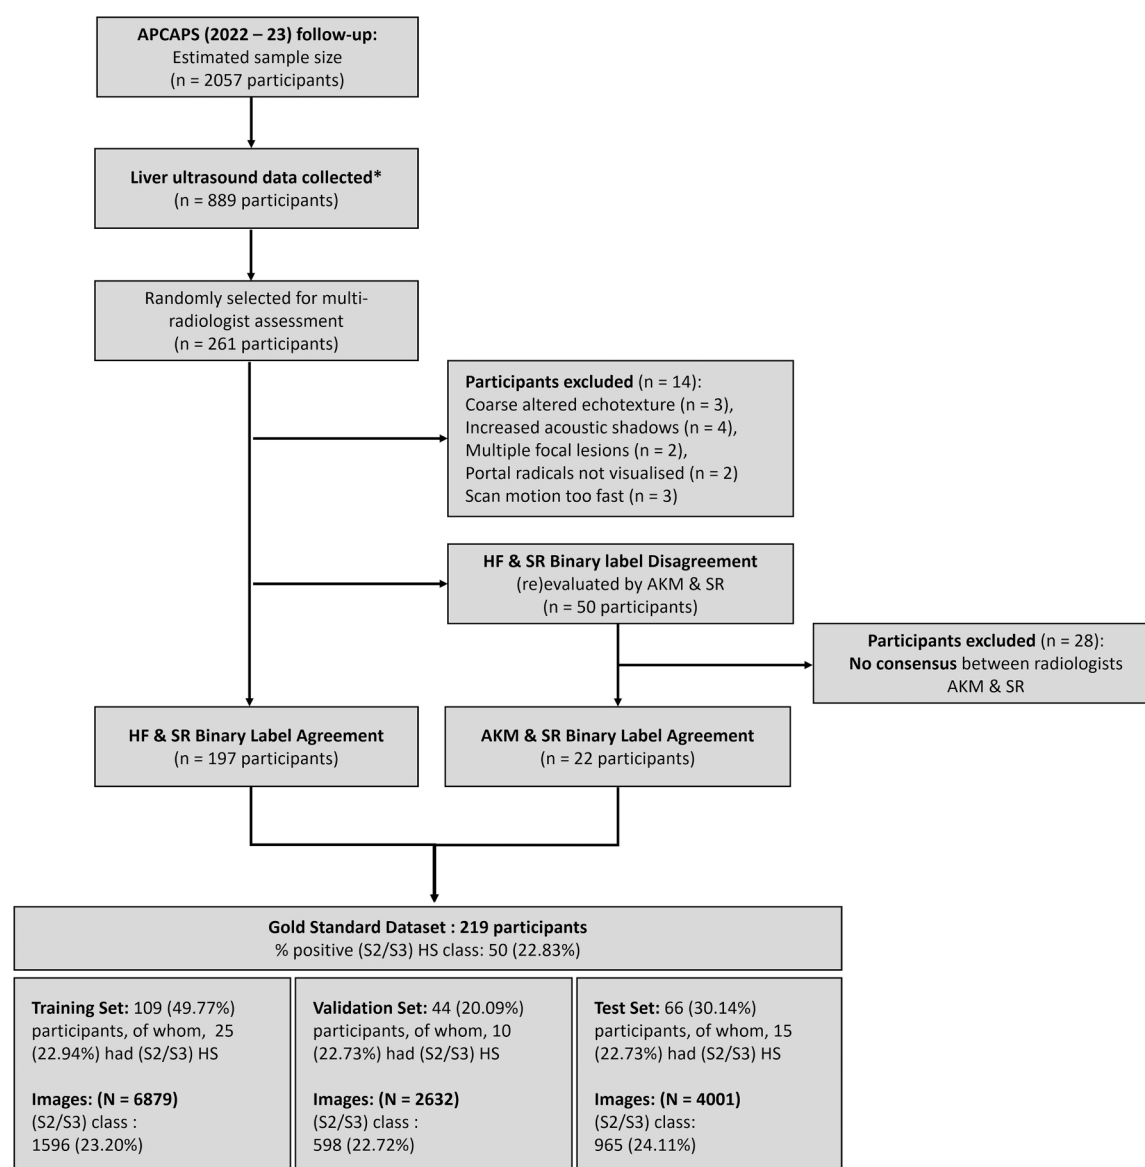 APCAPS (2022 – 23) follow-up:
Estimated sample size
(n = 2057 participants)
Liver ultrasound data collected*
(n = 889 participants)
Randomly selected for multi-
radiologist assessment
(n = 261 participants)
Participants excluded (n = 14):
Coarse altered echotexture (n = 3),
Increased acoustic shadows (n = 4),
Multiple focal lesions (n = 2),
Portal radicals not visualised (n = 2)
Scan motion too fast (n = 3)
HF & SR Binary label Disagreement
(re)evaluated by AKM & SR
(n = 50 participants)
Participants excluded (n = 28):
No consensus between radiologists
AKM & SR
HF & SR Binary Label Agreement
(n = 197 participants)
AKM & SR Binary Label Agreement
(n = 22 participants)
Gold Standard Dataset : 219 participants
% positive (S2/S3) HS class: 50 (22.83%)
Training Set: 109 (49.77%)
participants, of whom, 25
(22.94%) had (S2/S3) HS
Images: (N = 6879)
(S2/S3) class :
1596 (23.20%)
Validation Set: 44 (20.09%)
participants, of whom, 10
(22.73%) had (S2/S3) HS
Images: (N = 2632)
(S2/S3) class :
598 (22.72%)
Test Set: 66 (30.14%)
participants, of whom, 15
(22.73%) had (S2/S3) HS
Images: (N = 4001)
(S2/S3) class:
965 (24.11%)